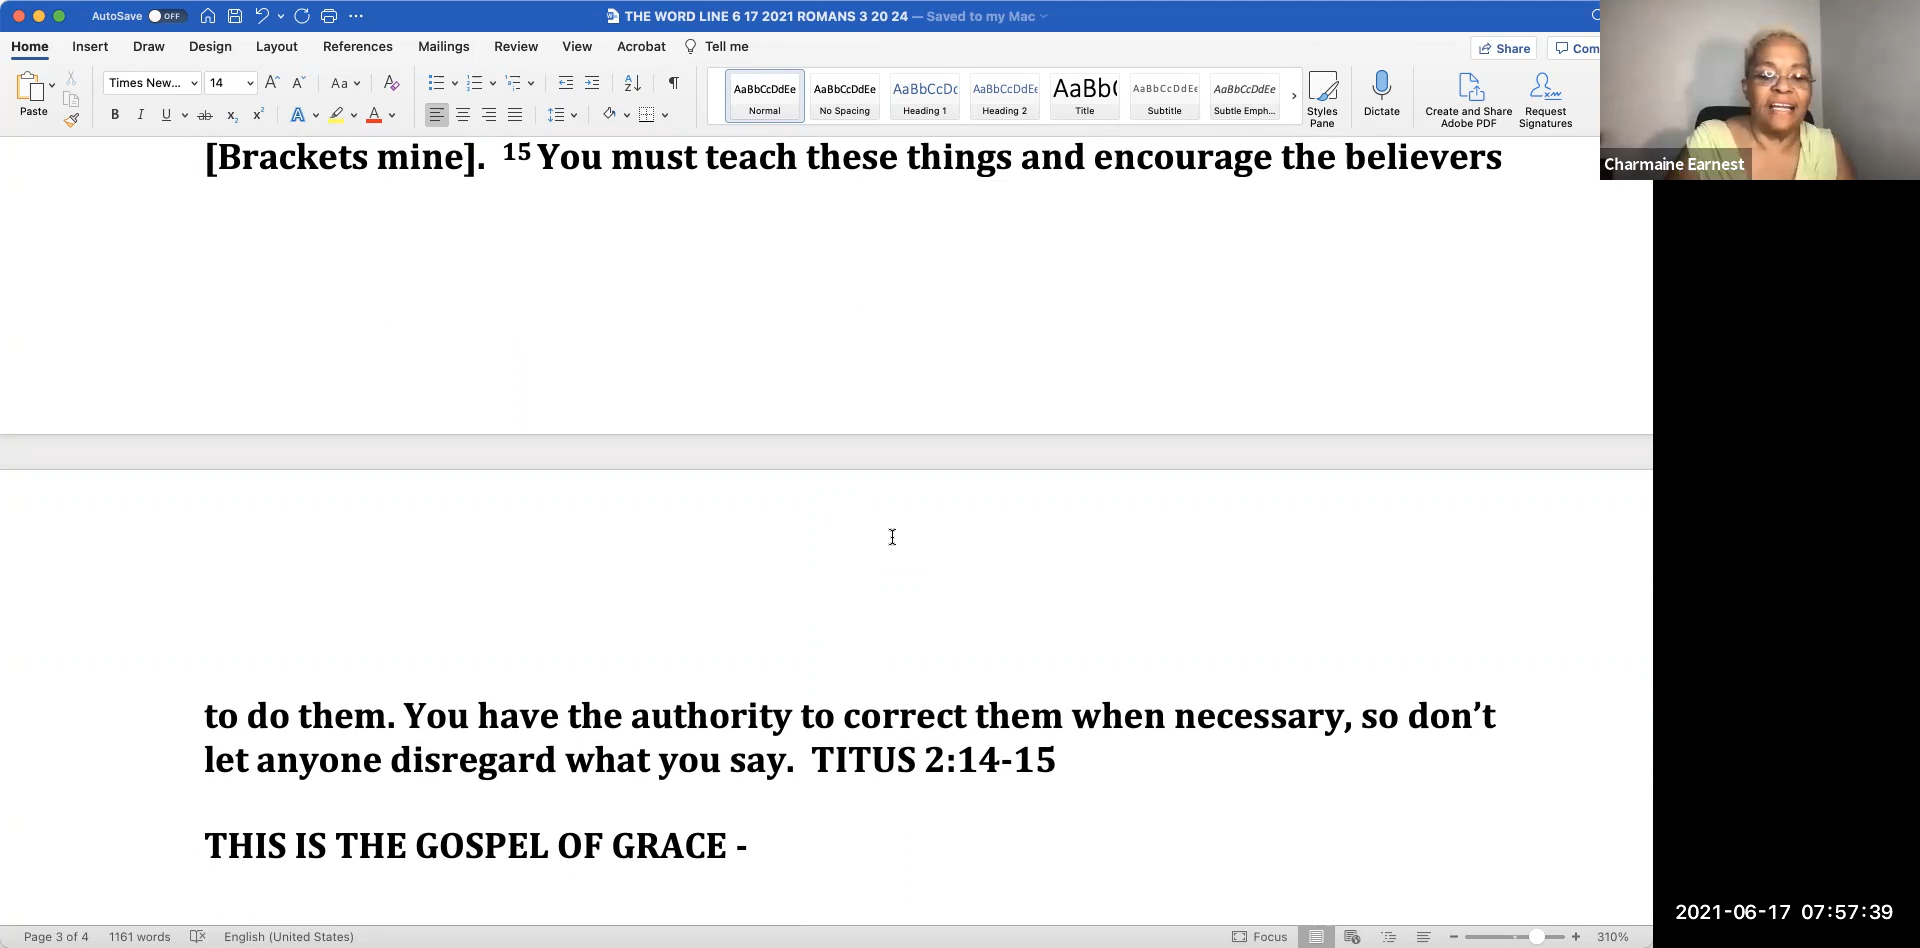 AutoSave OFF
THE WORD LINE 6 17 2021 ROMANS 3 20 24 — Saved to my Mac
Home Insert Draw Design Layout References Mailings Review View Acrobat Tell me
Share Com
Paste
Times New... 14 Aa
B I U ab x₂ x² A A
AaBbCcDdEe AaBbCcDdEe AaBbCcDc AaBbCcDdEe AaBbC AaBbCcDdEe AaBbCcDdEe
Normal No Spacing Heading 1 Heading 2 Title Subtitle Subtle Emph...
Styles Pane
Dictate
Create and Share Adobe PDF
Request Signatures
Charmaine Earnest
[Brackets mine]. ¹⁵ You must teach these things and encourage the believers
to do them. You have the authority to correct them when necessary, so don’t
let anyone disregard what you say. TITUS 2:14-15
THIS IS THE GOSPEL OF GRACE -
2021-06-17 07:57:39
Page 3 of 4 1161 words English (United States) Focus 310%